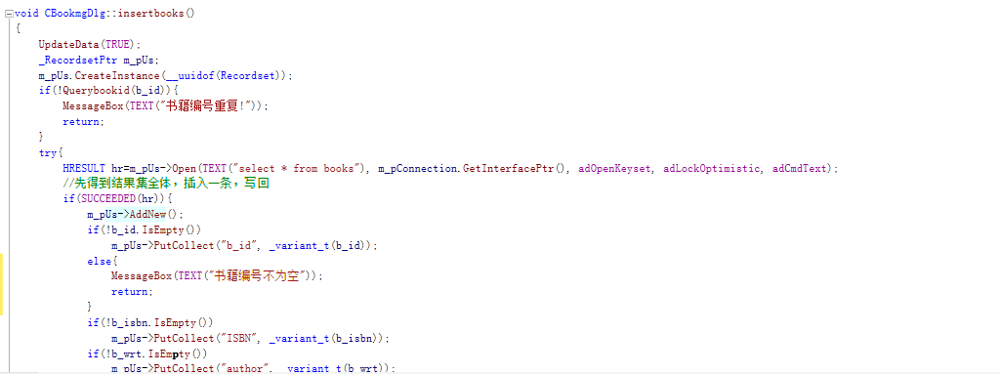 void CBookmgDlg::insertbooks()
{
UpdateData(TRUE);
_RecordsetPtr m_pUs;
m_pUs.CreateInstance(__uuidof(Recordset));
if(!Querybookid(b_id)){
MessageBox(TEXT("书籍编号重复!"));
return;
}
try{
HRESULT hr=m_pUs->Open(TEXT("select * from books"), m_pConnection.GetInterfacePtr(), adOpenKeyset, adLockOptimistic, adCmdText);
//先得到结果集全体，插入一条，写回
if(SUCCEEDED(hr)){
m_pUs->AddNew();
if(!b_id.IsEmpty())
m_pUs->PutCollect("b_id", _variant_t(b_id));
else{
MessageBox(TEXT("书籍编号不为空"));
return;
}
if(!b_isbn.IsEmpty())
m_pUs->PutCollect("ISBN", _variant_t(b_isbn));
if(!b_wrt.IsEmpty())
m_pUs->PutCollect("author", _variant_t(b_wrt));